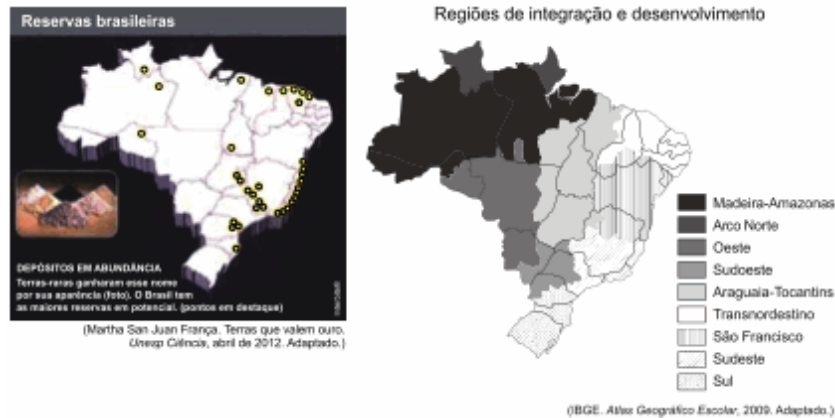 Reservas brasileiras
DEPÓSITOS EM ABUNDÂNCIA
Terras-raras ganharam esse nome
por sua aparência (foto). O Brasil tem
as maiores reservas em potencial. (pontos em destaque)
(Martha San Juan França. Terras que valem ouro.
Unesp Ciência, abril de 2012. Adaptado.)
Regiões de integração e desenvolvimento
Madeira-Amazonas
Arco Norte
Oeste
Sudoeste
Araguaia-Tocantins
Transnordestino
São Francisco
Sudeste
Sul
(IBGE. Atlas Geográfico Escolar, 2009. Adaptado.)